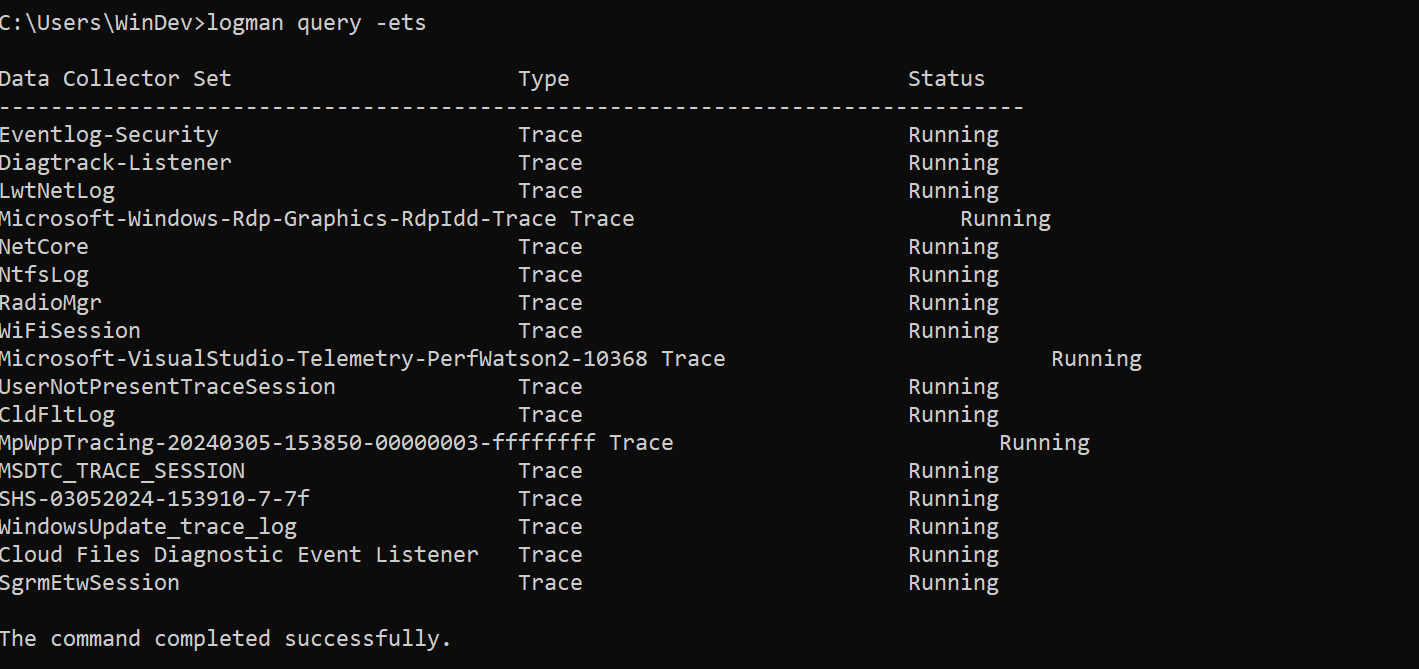 C:\Users\WinDev>logman query -ets
Data Collector Set Type Status
-------------------------------------------------------------------------------
Eventlog-Security Trace Running
Diagtrack-Listener Trace Running
LwtNetLog Trace Running
Microsoft-Windows-Rdp-Graphics-RdpIdd-Trace Trace Running
NetCore Trace Running
NtfsLog Trace Running
RadioMgr Trace Running
WiFiSession Trace Running
Microsoft-VisualStudio-Telemetry-PerfWatson2-10368 Trace Running
UserNotPresentTraceSession Trace Running
CldFltLog Trace Running
MpWppTracing-20240305-153850-00000003-ffffffff Trace Running
MSDTC_TRACE_SESSION Trace Running
SHS-03052024-153910-7-7f Trace Running
WindowsUpdate_trace_log Trace Running
Cloud Files Diagnostic Event Listener Trace Running
SgrmEtwSession Trace Running
The command completed successfully.